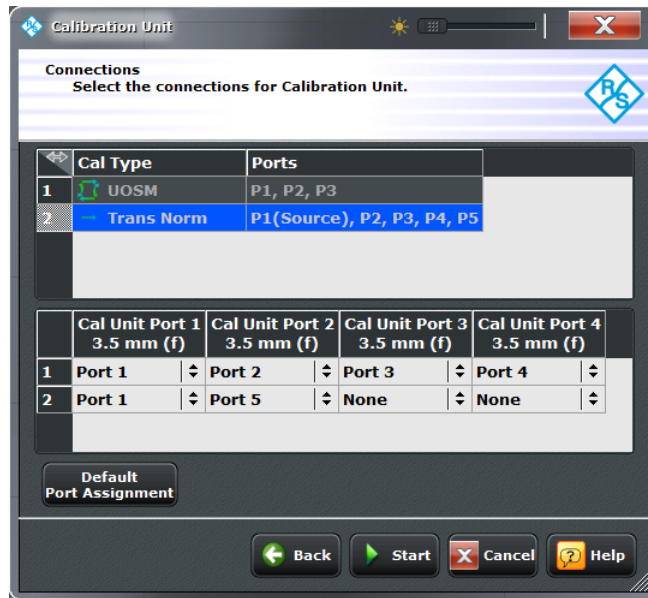 Calibration Unit
Connections
Select the connections for Calibration Unit.
R&S
Cal Type Ports
1 UOSM P1, P2, P3
2 Trans Norm P1(Source), P2, P3, P4, P5
Cal Unit Port 1 Cal Unit Port 2 Cal Unit Port 3 Cal Unit Port 4
3.5 mm (f) 3.5 mm (f) 3.5 mm (f) 3.5 mm (f)
1 Port 1 Port 2 Port 3 Port 4
2 Port 1 Port 5 None None
Default
Port Assignment
Back Start Cancel Help